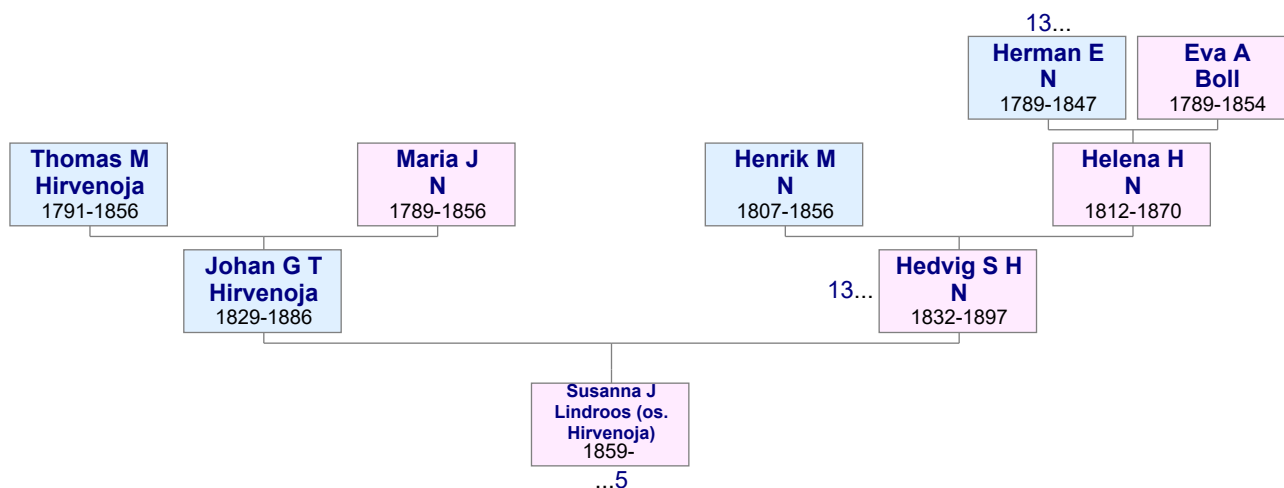 13...
Herman E
N
1789-1847
Eva A
Boll
1789-1854
Thomas M
Hirvenoja
1791-1856
Maria J
N
1789-1856
Henrik M
N
1807-1856
Helena H
N
1812-1870
Johan G T
Hirvenoja
1829-1886
13...
Hedvig S H
N
1832-1897
Susanna J
Lindroos (os.
Hirvenoja)
1859-
...5